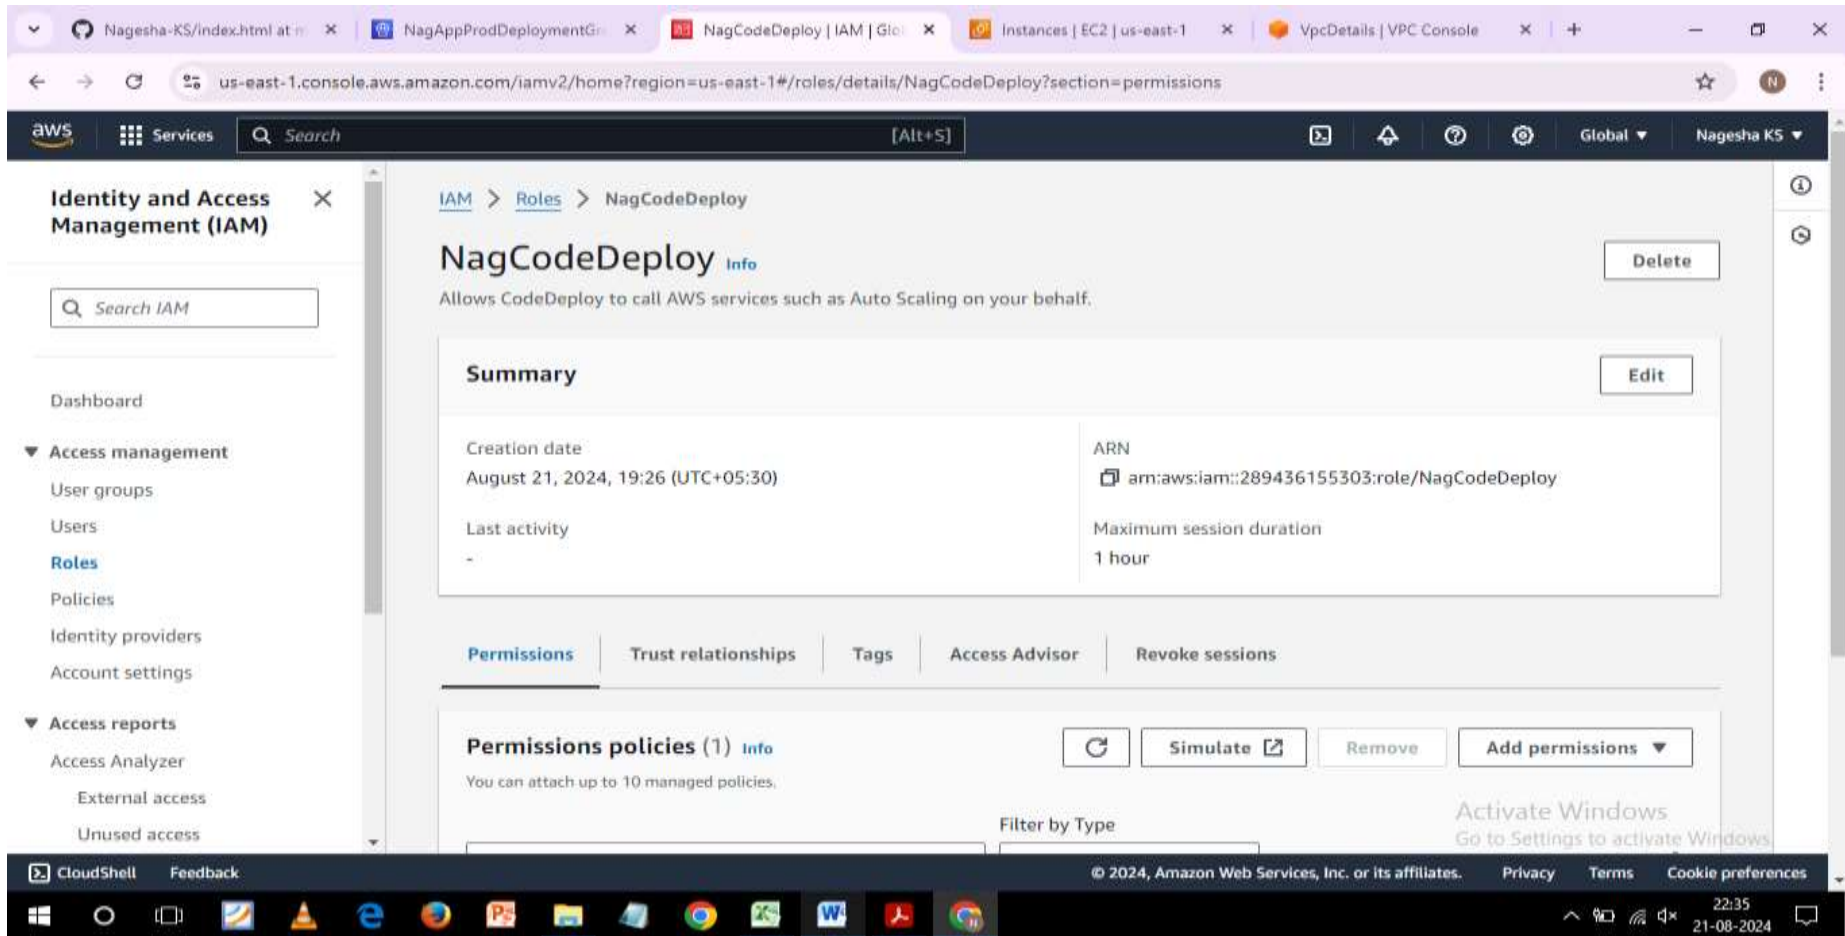 Nagesha-KS/index.html at m
NagAppProdDeploymentGr
NagCodeDeploy | IAM | Glo
Instances | EC2 | us-east-1
VpcDetails | VPC Console
us-east-1.console.aws.amazon.com/iamv2/home?region=us-east-1#/roles/details/NagCodeDeploy?section=permissions
N
aws
Services
Search
[Alt+S]
Global
Nagesha KS
Identity and Access
Management (IAM)
Search IAM
Dashboard
Access management
User groups
Users
Roles
Policies
Identity providers
Account settings
Access reports
Access Analyzer
External access
Unused access
IAM > Roles > NagCodeDeploy
NagCodeDeploy Info
Delete
Allows CodeDeploy to call AWS services such as Auto Scaling on your behalf.
Summary
Edit
Creation date
August 21, 2024, 19:26 (UTC+05:30)
ARN
arn:aws:iam::289436155303:role/NagCodeDeploy
Last activity
-
Maximum session duration
1 hour
Permissions
Trust relationships
Tags
Access Advisor
Revoke sessions
Permissions policies (1) Info
Simulate
Remove
Add permissions
You can attach up to 10 managed policies.
Filter by Type
Activate Windows
Go to Settings to activate Windows.
CloudShell
Feedback
© 2024, Amazon Web Services, Inc. or its affiliates.
Privacy
Terms
Cookie preferences
22:35
21-08-2024